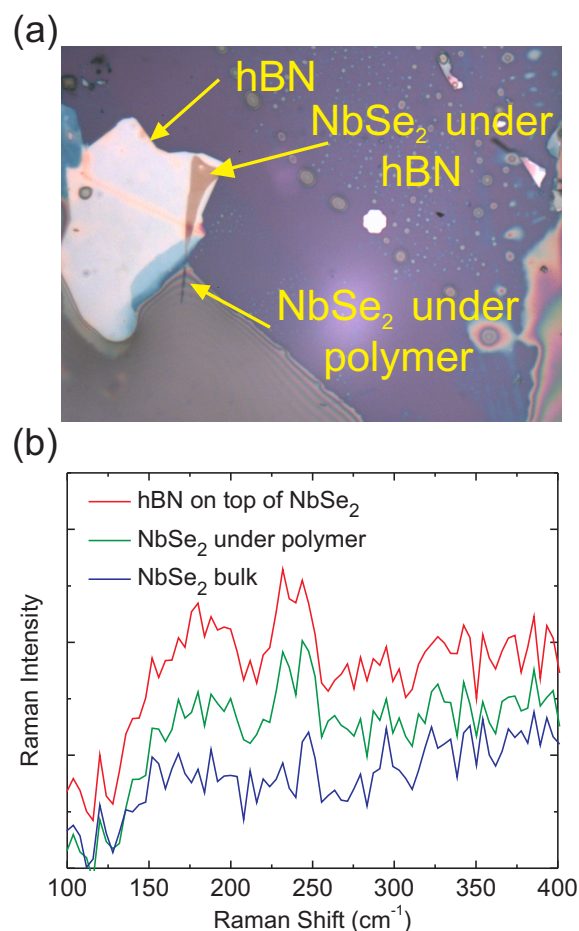 (a)
hBN
NbSe₂ under
hBN
NbSe₂ under
polymer
(b)
hBN on top of NbSe₂
NbSe₂ under polymer
NbSe₂ bulk
Raman Intensity
100 150 200 250 300 350 400
Raman Shift (cm⁻¹)